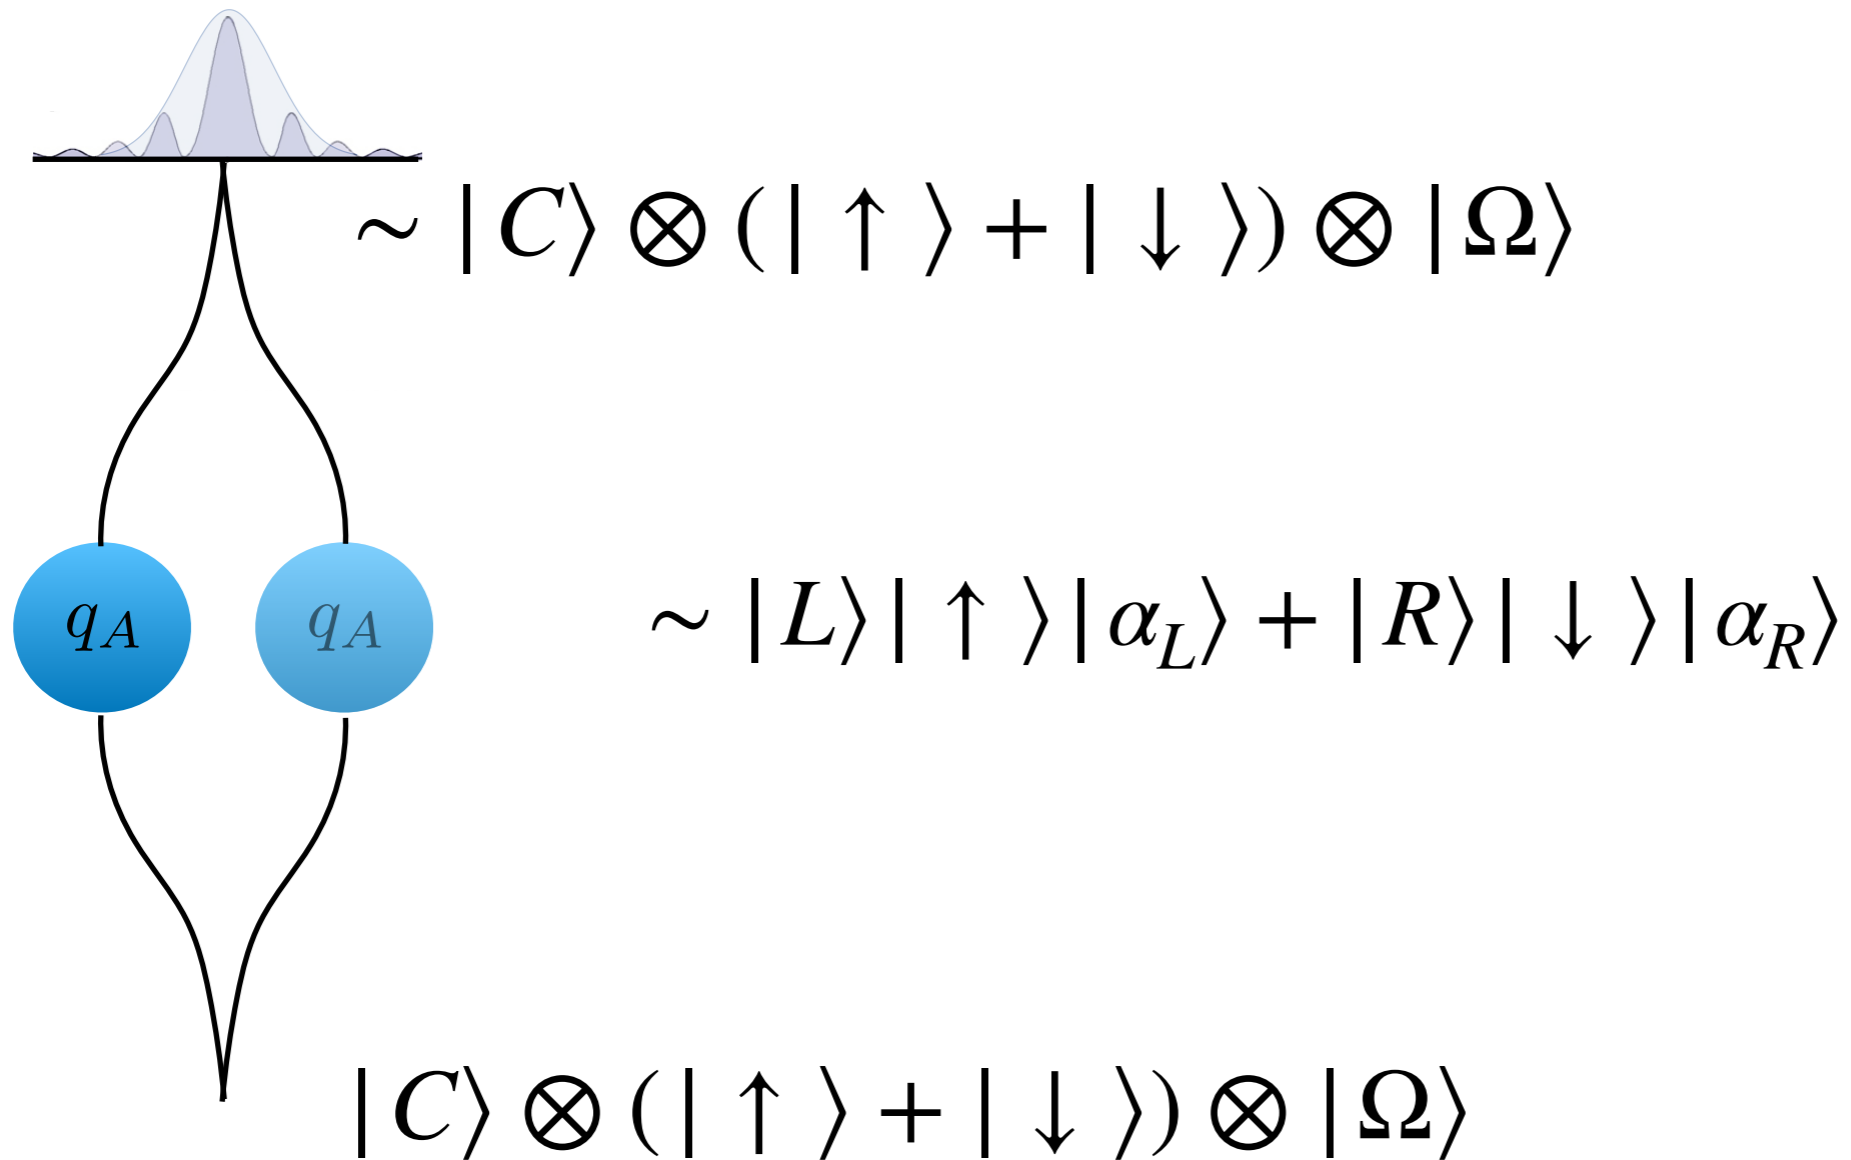 ∼ |C⟩ ⊗ (|↑⟩ + |↓⟩) ⊗ |Ω⟩
q_A q_A ∼ |L⟩|↑⟩|α_L⟩ + |R⟩|↓⟩|α_R⟩
|C⟩ ⊗ (|↑⟩ + |↓⟩) ⊗ |Ω⟩